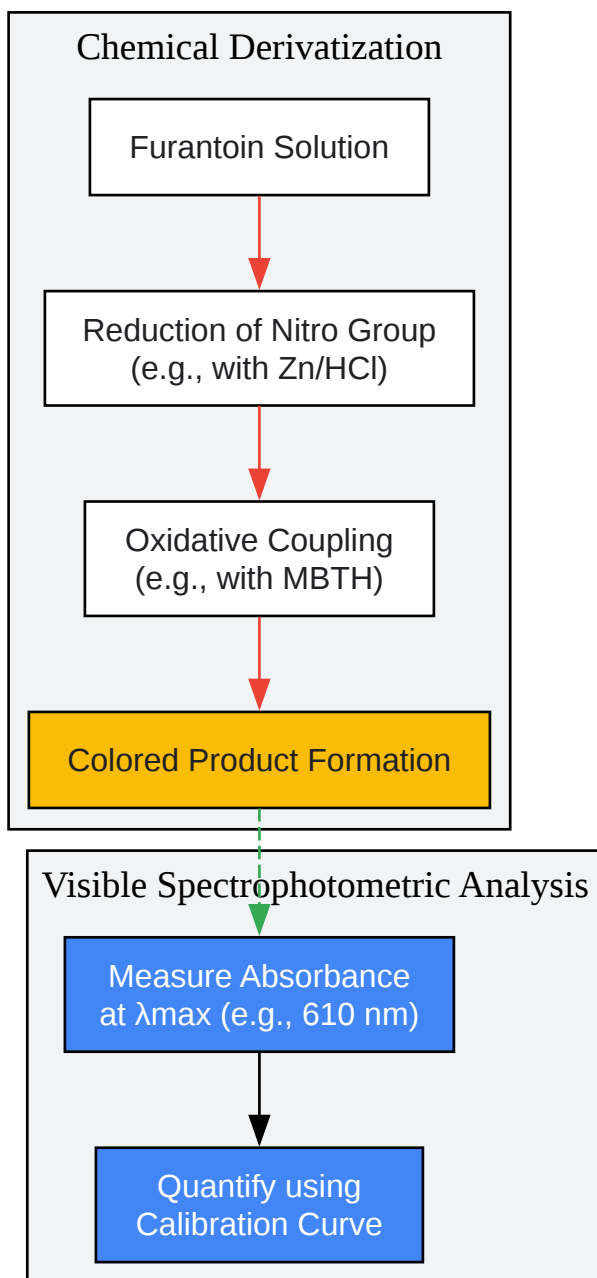 Chemical Derivatization
Furantoin Solution
Reduction of Nitro Group
(e.g., with Zn/HCl)
Oxidative Coupling
(e.g., with MBTH)
Colored Product Formation
Visible Spectrophotometric Analysis
Measure Absorbance
at λmax (e.g., 610 nm)
Quantify using
Calibration Curve